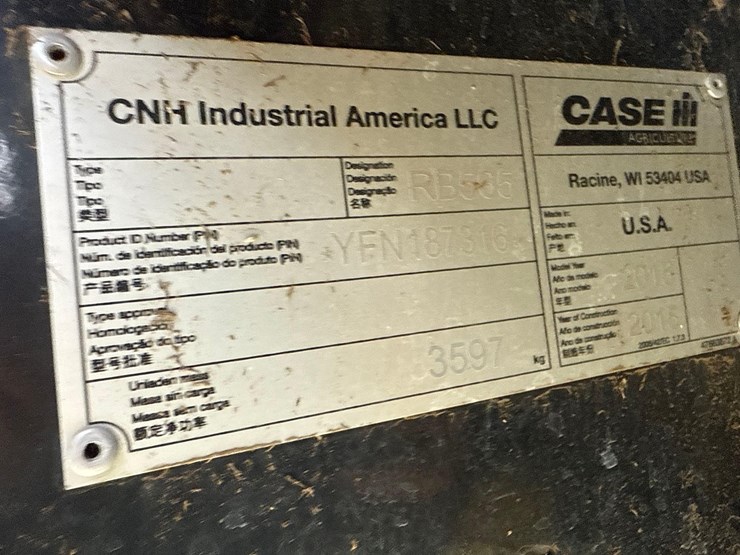 CNH Industrial America LLC
CASE IH
AGRICULTURE
Racine, WI 53404 USA
Type
Tipo
Tipo
类型
Designation
Designación
Designação
名称
RB565
Made in:
Hecho en:
Feito em:
产地
U.S.A.
Product ID Number (PIN)
Núm. de identificación del producto (PIN)
Número de identificação do produto (PIN)
产品编号
Model Year
Año de modelo
Ano modelo
年型
Type approval
Homologación
Aprovação do tipo
型号批准
Year of Construction
Año de construcción
Ano de construção
制造年份
Unladen mass
Masa sin carga
Massa sem carga
额定净功率
3597
kg